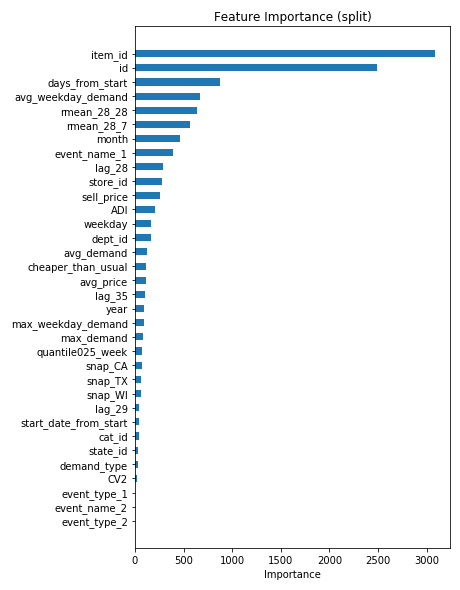 Feature Importance (split)
item_id
id
days_from_start
avg_weekday_demand
rmean_28_28
rmean_28_7
month
event_name_1
lag_28
store_id
sell_price
ADI
weekday
dept_id
avg_demand
cheaper_than_usual
avg_price
lag_35
year
max_weekday_demand
max_demand
quantile025_week
snap_CA
snap_TX
snap_WI
lag_29
start_date_from_start
cat_id
state_id
demand_type
CV2
event_type_1
event_name_2
event_type_2
0 500 1000 1500 2000 2500 3000
Importance